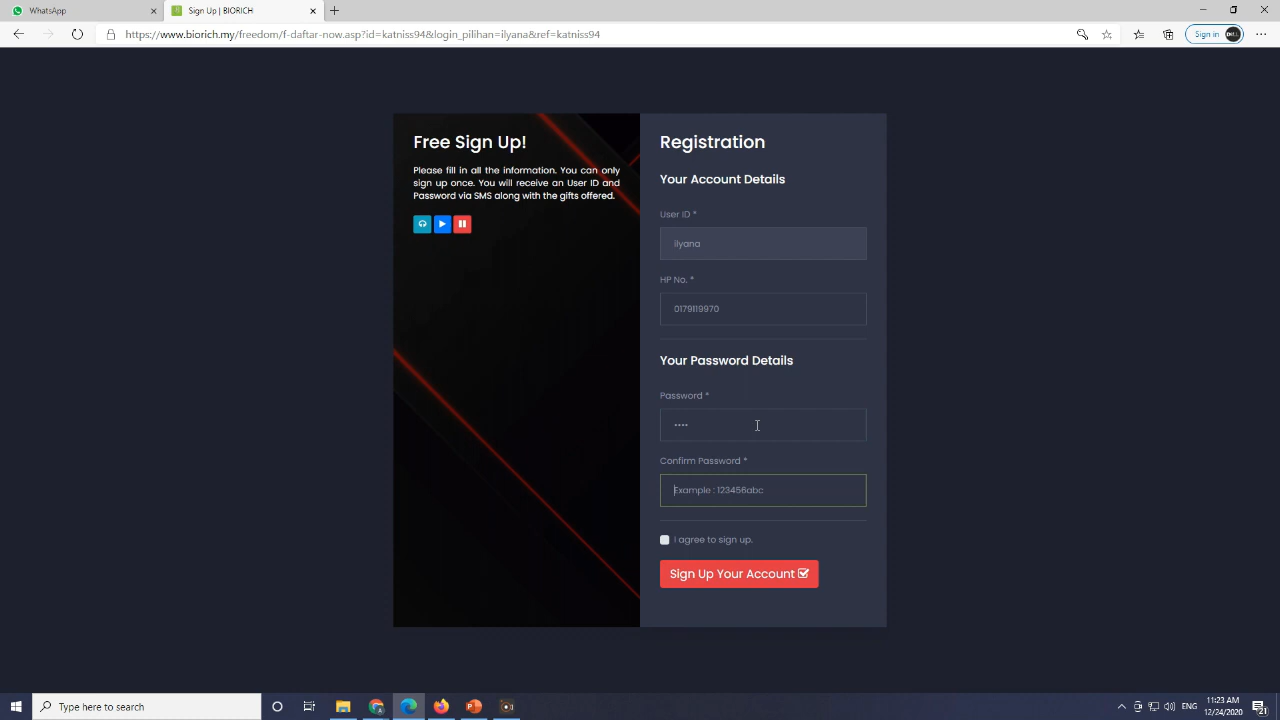 WhatsApp
Sign Up | BIORICH
https://www.biorich.my/freedom/f-daftar-now.asp?id=katniss94&login_pilihan=ilyana&ref=katniss94
Sign in
DELL
Free Sign Up!
Please fill in all the information. You can only
sign up once. You will receive an User ID and
Password via SMS along with the gifts offered.
Registration
Your Account Details
User ID *
ilyana
HP No. *
0179119970
Your Password Details
Password *
••••
Confirm Password *
Example : 123456abc
i agree to sign up.
Sign Up Your Account
Type here to search
ENG
11:23 AM
12/24/2020
21